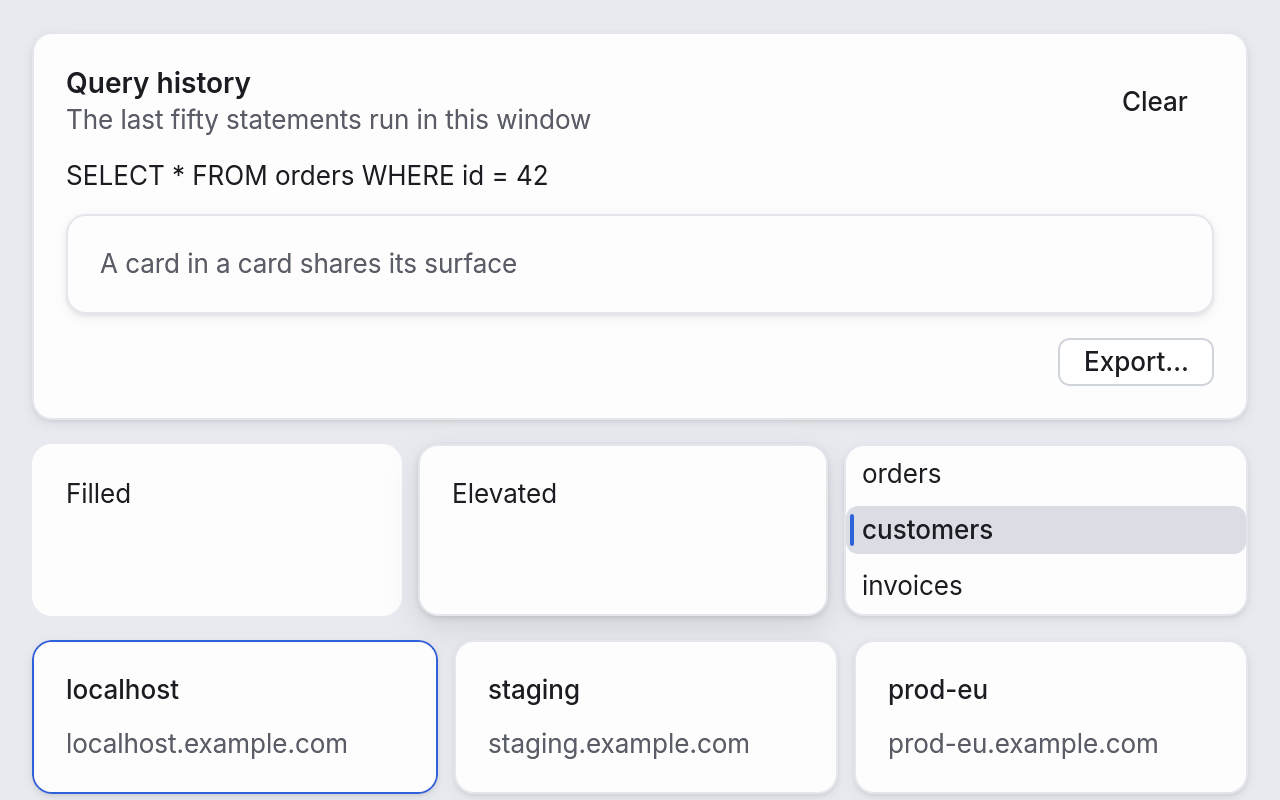 Query history
The last fifty statements run in this window
Clear
SELECT * FROM orders WHERE id = 42
A card in a card shares its surface
Export...
Filled
Elevated
orders
customers
invoices
localhost
localhost.example.com
staging
staging.example.com
prod-eu
prod-eu.example.com